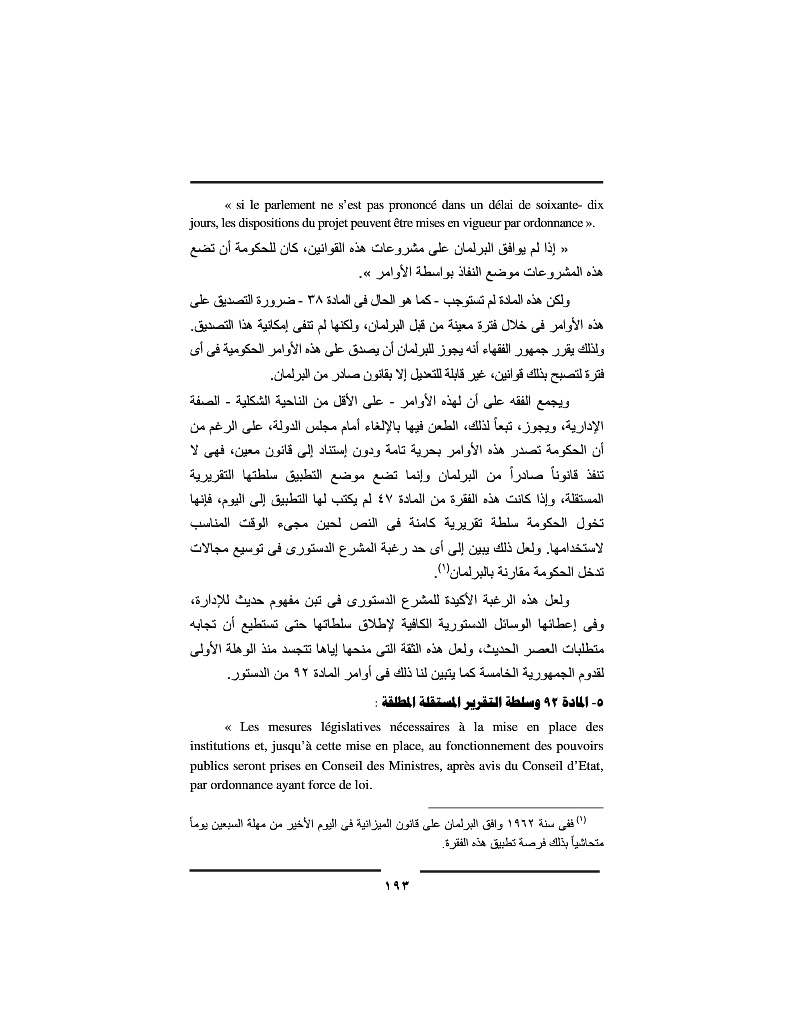 « si le parlement ne s’est pas prononcé dans un délai de soixante- dix
jours, les dispositions du projet peuvent être mises en vigueur par ordonnance ».
« إذا لم يوافق البرلمان على مشروعات هذه القوانين، كان للحكومة أن تضع
هذه المشروعات موضع النفاذ بواسطة الأوامر ».
ولكن هذه المادة لم تستوجب - كما هو الحال فى المادة ٣٨ - ضرورة التصديق على
هذه الأوامر فى خلال فترة معينة من قبل البرلمان، ولكنها لم تنفى إمكانية هذا التصديق.
ولذلك يقرر جمهور الفقهاء أنه يجوز للبرلمان أن يصدق على هذه الأوامر الحكومية فى أى
فترة لتصبح بذلك قوانين، غير قابلة للتعديل إلا بقانون صادر من البرلمان.
ويجمع الفقه على أن لهذه الأوامر - على الأقل من الناحية الشكلية - الصفة
الإدارية، ويجوز، تبعاً لذلك، الطعن فيها بالإلغاء أمام مجلس الدولة، على الرغم من
أن الحكومة تصدر هذه الأوامر بحرية تامة ودون إستناد إلى قانون معين، فهى لا
تنفذ قانوناً صادراً من البرلمان وإنما تضع موضع التطبيق سلطتها التقريرية
المستقلة، وإذا كانت هذه الفقرة من المادة ٤٧ لم يكتب لها التطبيق إلى اليوم، فإنها
تخول الحكومة سلطة تقريرية كامنة فى النص لحين مجىء الوقت المناسب
لاستخدامها. ولعل ذلك يبين إلى أى حد رغبة المشرع الدستورى فى توسيع مجالات
تدخل الحكومة مقارنة بالبرلمان(١).
ولعل هذه الرغبة الأكيدة للمشرع الدستورى فى تبن مفهوم حديث للإدارة،
وفى إعطائها الوسائل الدستورية الكافية لإطلاق سلطاتها حتى تستطيع أن تجابه
متطلبات العصر الحديث، ولعل هذه الثقة التى منحها إياها تتجسد منذ الوهلة الأولى
لقدوم الجمهورية الخامسة كما يتبين لنا ذلك فى أوامر المادة ٩٢ من الدستور.
٥- المادة ٩٢ وسلطة التقرير المستقلة المطلقة :
« Les mesures législatives nécessaires à la mise en place des
institutions et, jusqu’à cette mise en place, au fonctionnement des pouvoirs
publics seront prises en Conseil des Ministres, après avis du Conseil d’Etat,
par ordonnance ayant force de loi.
(١) ففى سنة ١٩٦٢ وافق البرلمان على قانون الميزانية فى اليوم الأخير من مهلة السبعين يوماً
متحاشياً بذلك فرصة تطبيق هذه الفقرة.
١٩٣